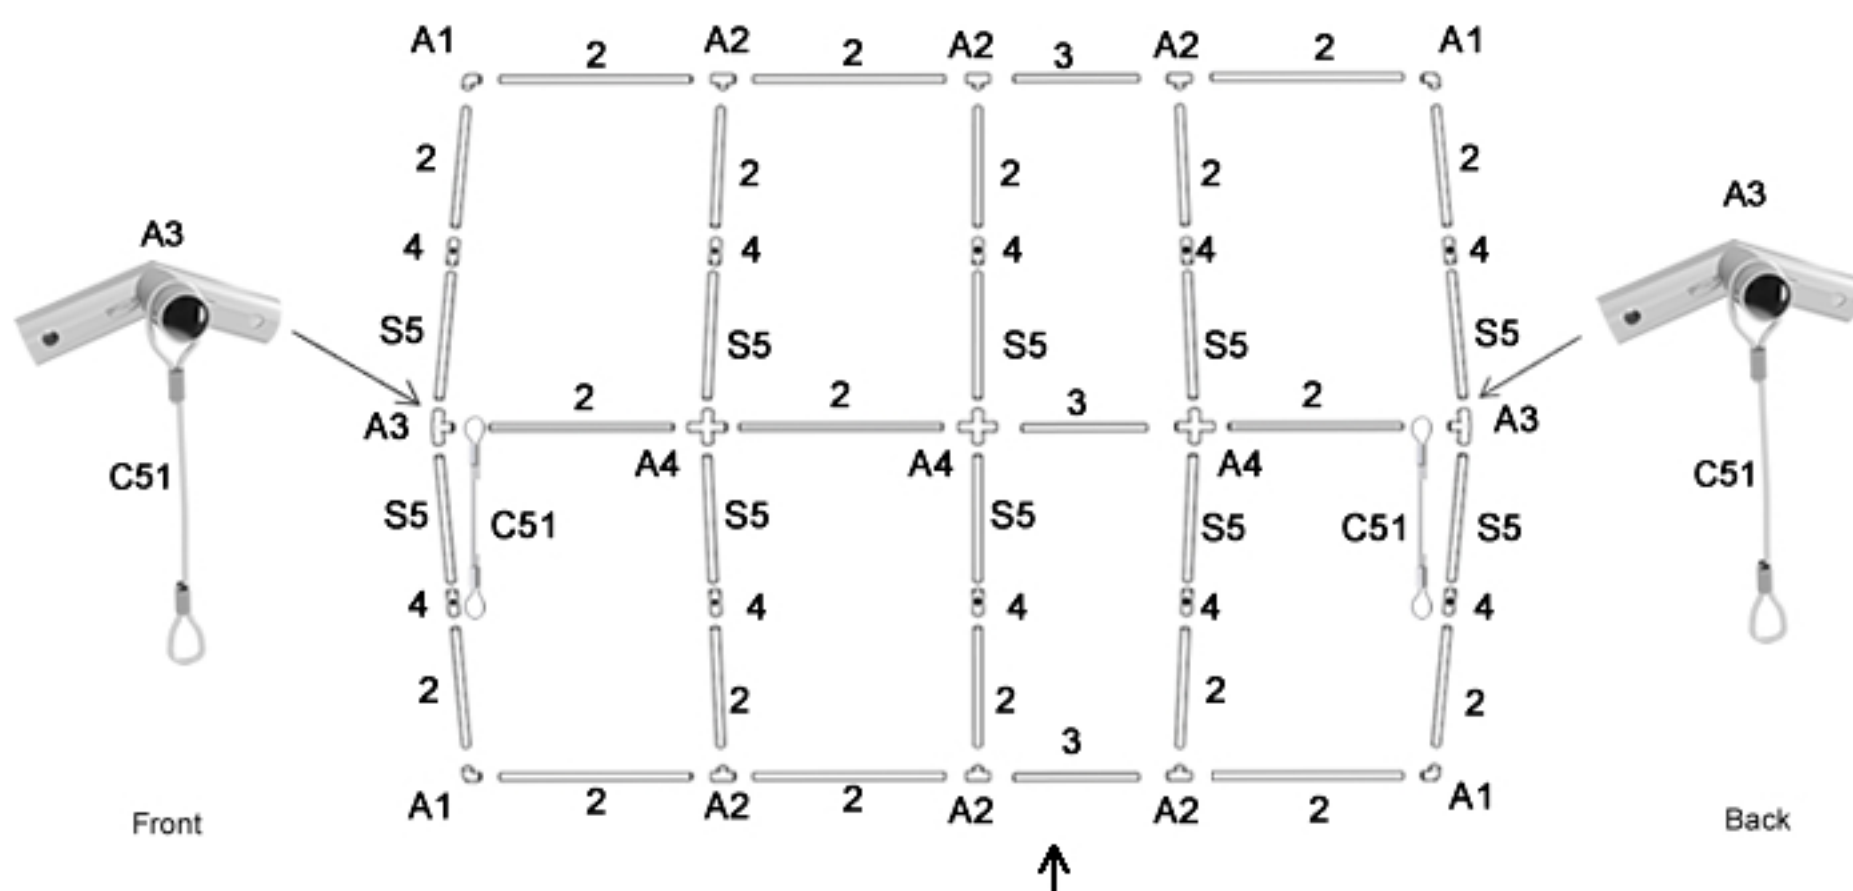 A1 2 A2 2 A2 3 A2 2 A1
2 2 2 2 2
A3 A3
4 4 4 4 4
S5 S5 S5 S5 S5
2 2 3 2
A3 A4 A4 A4 A3
C51 C51
S5 C51 S5 S5 S5 C51 S5
4 4 4 4 4
2 2 2 2 2
3
A1 2 A2 2 A2 A2 2 A1
Front Back